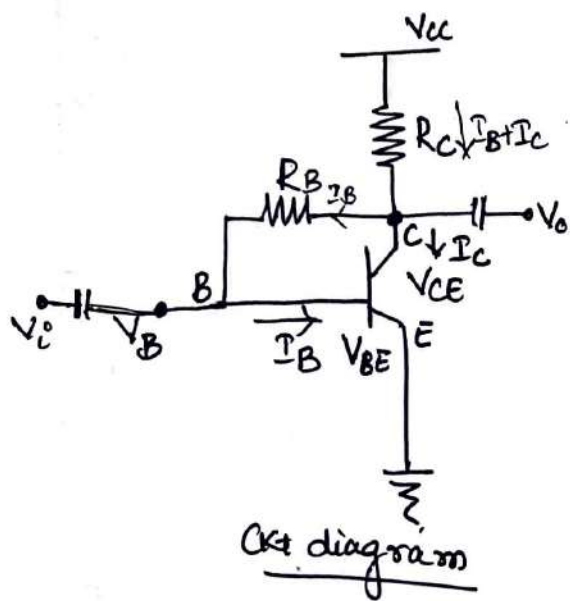 Vcc
RC ↓ IB+IC
RB
IB
C ↓ IC
Vo
VCE
B
Vi
VB
IB
VBE
E
Ckt diagram